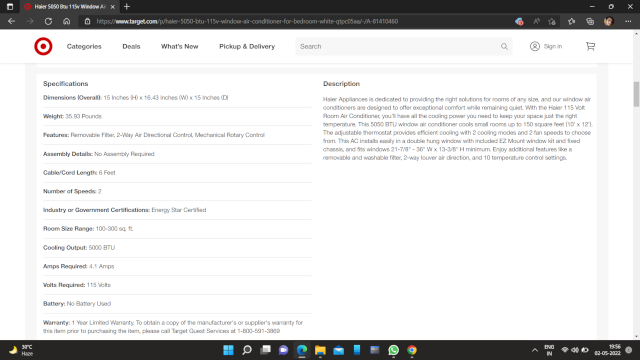 Haier 5050 Btu 115v Window Air
https://www.target.com/p/haier-5050-btu-115v-window-air-conditioner-for-bedroom-white-qtpc05aa/-/A-81410460
Categories
Deals
What's New
Pickup & Delivery
Search
Sign in
Specifications
Dimensions (Overall): 15 Inches (H) x 16.43 Inches (W) x 15 Inches (D)
Weight: 35.93 Pounds
Features: Removable Filter, 2-Way Air Directional Control, Mechanical Rotary Control
Assembly Details: No Assembly Required
Cable/Cord Length: 6 Feet
Number of Speeds: 2
Industry or Government Certifications: Energy Star Certified
Room Size Range: 100-300 sq. ft.
Cooling Output: 5000 BTU
Amps Required: 4.1 Amps
Volts Required: 115 Volts
Battery: No Battery Used
Warranty: 1 Year Limited Warranty. To obtain a copy of the manufacturer's or supplier's warranty for
this item prior to purchasing the item, please call Target Guest Services at 1-800-591-3869
Description
Haier Appliances is dedicated to providing the right solutions for rooms of any size, and our window air
conditioners are designed to offer exceptional comfort while remaining quiet. With the Haier 115 Volt
Room Air Conditioner, you'll have all the cooling power you need to keep your space just the right
temperature. This 5050 BTU window air conditioner cools small rooms up to 150 square feet (10' x 12').
The adjustable thermostat provides efficient cooling with 2 cooling modes and 2 fan speeds to choose
from. This AC installs easily in a double hung window with included EZ Mount window kit and fixed
chassis, and fits windows 21-7/8" - 36" W x 13-3/8" H minimum. Enjoy additional features like a
removable and washable filter, 2-way louver air direction, and 10 temperature control settings.
30°C
Haze
ENG
IN
19:56
02-05-2022